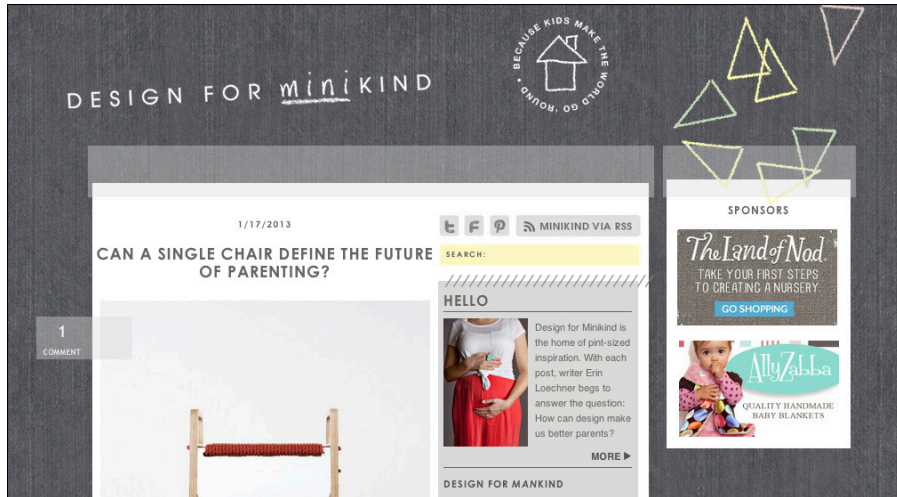 DESIGN FOR miniKIND
BECAUSE KIDS MAKE THE WORLD GO 'ROUND •
1/17/2013
CAN A SINGLE CHAIR DEFINE THE FUTURE
OF PARENTING?
1
COMMENT
MINIKIND VIA RSS
SEARCH:
HELLO
Design for Minikind is
the home of pint-sized
inspiration. With each
post, writer Erin
Loechner begs to
answer the question:
How can design make
us better parents?
MORE
DESIGN FOR MANKIND
SPONSORS
The Land of Nod.
TAKE YOUR FIRST STEPS
TO CREATING A NURSERY.
GO SHOPPING
AllyZabba
QUALITY HANDMADE
BABY BLANKETS